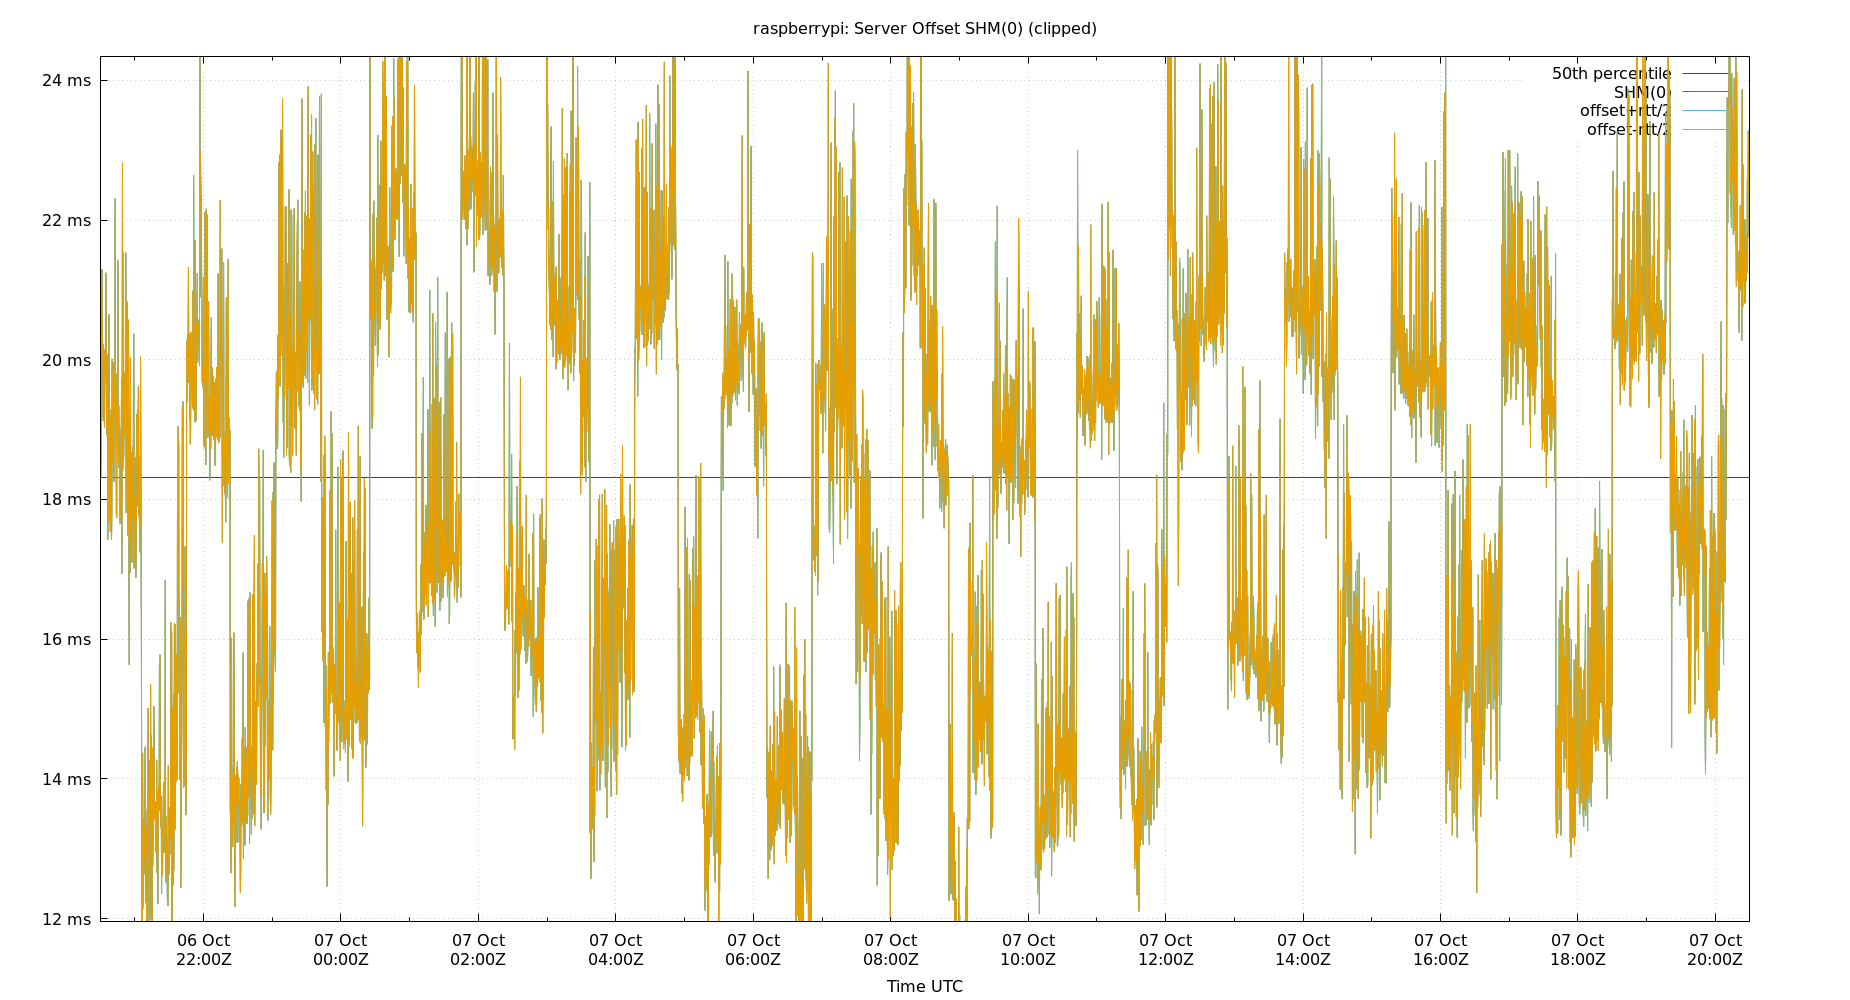 raspberrypi: Server Offset SHM(0) (clipped)
50th percentile
SHM(0)
offset+rtt/2
offset-rtt/2
24 ms
22 ms
20 ms
18 ms
16 ms
14 ms
12 ms
06 Oct 07 Oct 07 Oct 07 Oct 07 Oct 07 Oct 07 Oct 07 Oct 07 Oct 07 Oct 07 Oct 07 Oct
22:00Z 00:00Z 02:00Z 04:00Z 06:00Z 08:00Z 10:00Z 12:00Z 14:00Z 16:00Z 18:00Z 20:00Z
Time UTC